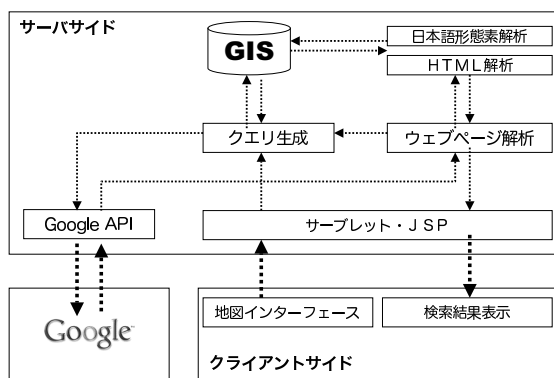 サーバサイド
GIS
日本語形態素解析
HTML解析
クエリ生成
ウェブページ解析
Google API
サーブレット・JSP
Google
地図インターフェース
検索結果表示
クライアントサイド